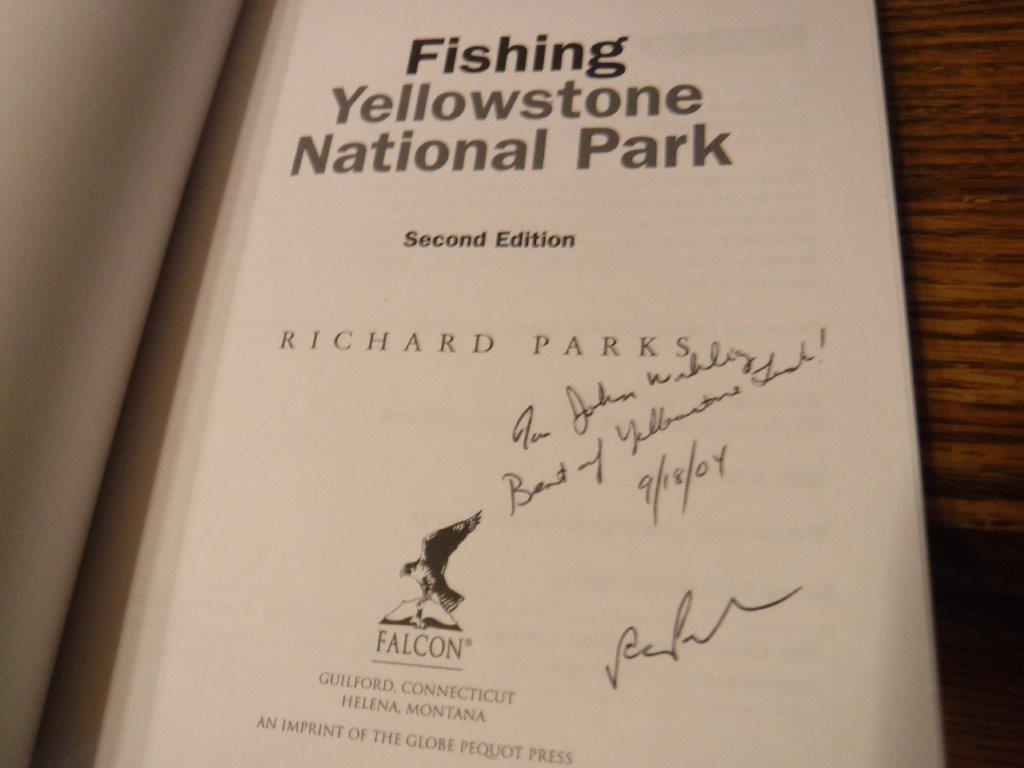 Fishing
Yellowstone
National Park
Second Edition
RICHARD PARKS
For John
Best of Yellowstone Luck!
9/18/04
FALCON®
GUILFORD, CONNECTICUT
HELENA, MONTANA
AN IMPRINT OF THE GLOBE PEQUOT PRESS